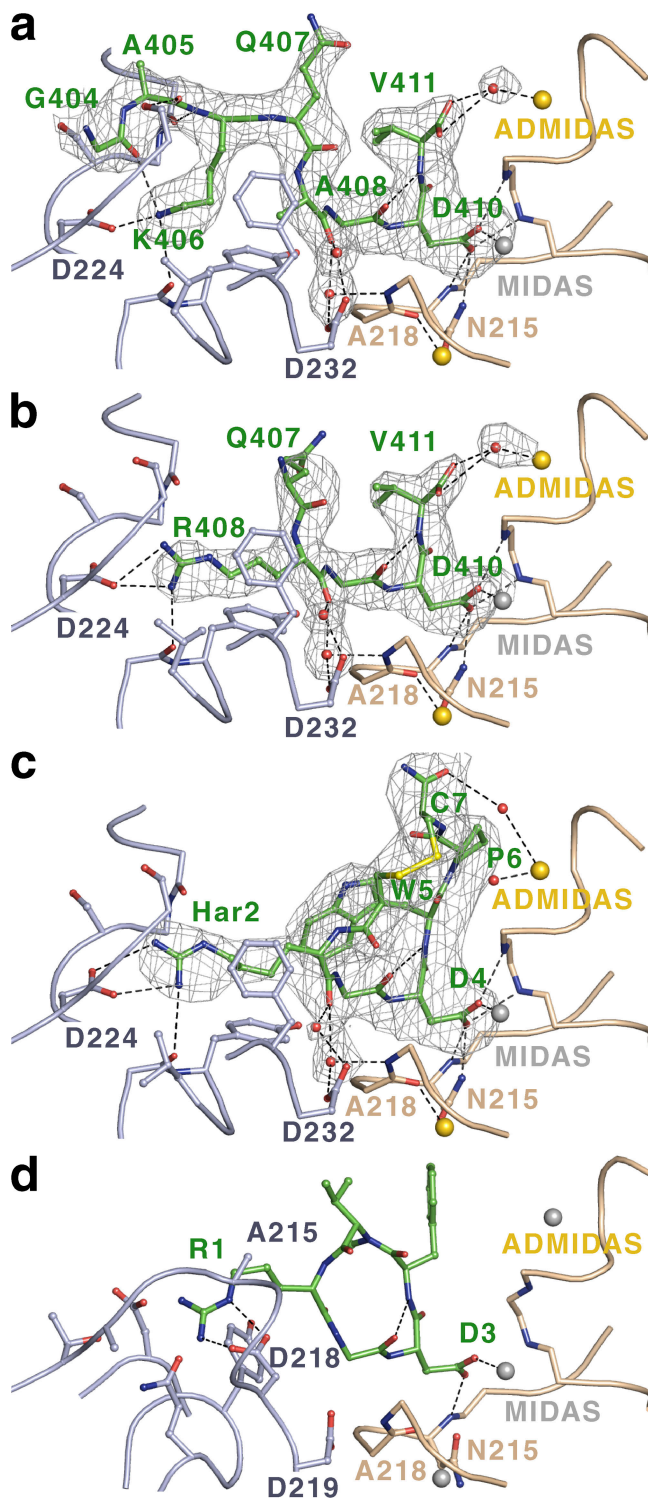 a
Q407
A405
V411
G404
ADMIDAS
A408
D410
K406
D224
MIDAS
A218
N215
D232
b
Q407
V411
ADMIDAS
R408
D410
D224
MIDAS
A218
N215
D232
c
C7
P6
W5
ADMIDAS
Har2
D4
D224
MIDAS
A218
N215
D232
d
A215
R1
ADMIDAS
D3
D218
MIDAS
N215
A218
D219